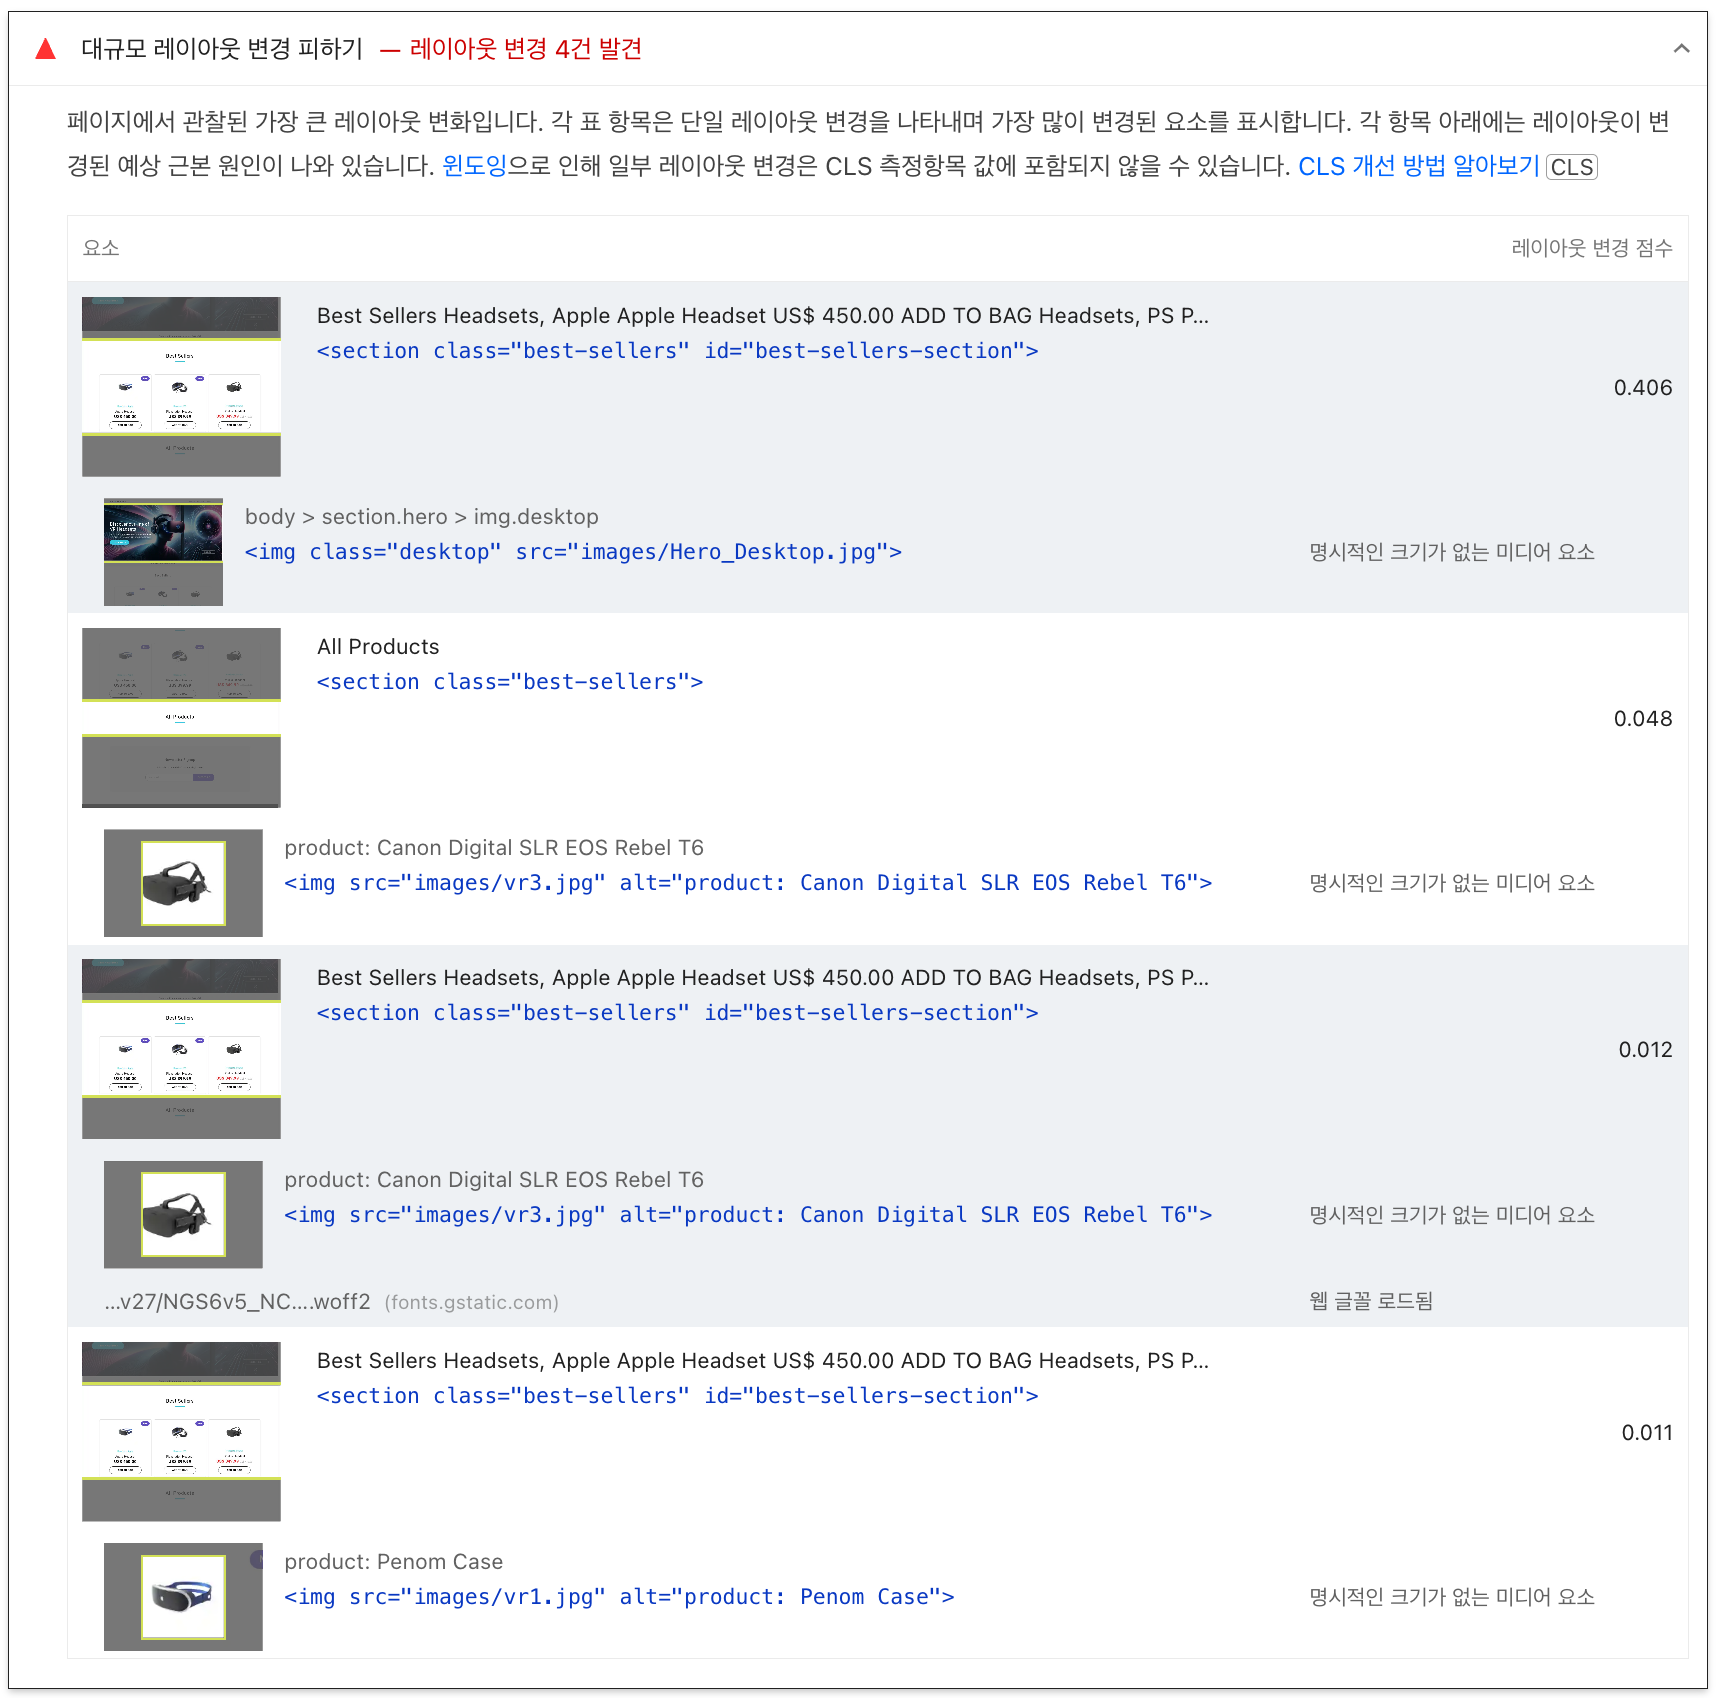 대규모 레이아웃 변경 피하기 — 레이아웃 변경 4건 발견
페이지에서 관찰된 가장 큰 레이아웃 변화입니다. 각 표 항목은 단일 레이아웃 변경을 나타내며 가장 많이 변경된 요소를 표시합니다. 각 항목 아래에는 레이아웃이 변
경된 예상 근본 원인이 나와 있습니다. 윈도잉으로 인해 일부 레이아웃 변경은 CLS 측정항목 값에 포함되지 않을 수 있습니다. CLS 개선 방법 알아보기 CLS
요소 레이아웃 변경 점수
Best Sellers Headsets, Apple Apple Headset US$ 450.00 ADD TO BAG Headsets, PS P...
<section class="best-sellers" id="best-sellers-section">
0.406
body > section.hero > img.desktop
<img class="desktop" src="images/Hero_Desktop.jpg"> 명시적인 크기가 없는 미디어 요소
All Products
<section class="best-sellers">
0.048
product: Canon Digital SLR EOS Rebel T6
<img src="images/vr3.jpg" alt="product: Canon Digital SLR EOS Rebel T6"> 명시적인 크기가 없는 미디어 요소
Best Sellers Headsets, Apple Apple Headset US$ 450.00 ADD TO BAG Headsets, PS P...
<section class="best-sellers" id="best-sellers-section">
0.012
product: Canon Digital SLR EOS Rebel T6
<img src="images/vr3.jpg" alt="product: Canon Digital SLR EOS Rebel T6"> 명시적인 크기가 없는 미디어 요소
...v27/NGS6v5_NC....woff2 (fonts.gstatic.com) 웹 글꼴 로드됨
Best Sellers Headsets, Apple Apple Headset US$ 450.00 ADD TO BAG Headsets, PS P...
<section class="best-sellers" id="best-sellers-section">
0.011
product: Penom Case
<img src="images/vr1.jpg" alt="product: Penom Case"> 명시적인 크기가 없는 미디어 요소